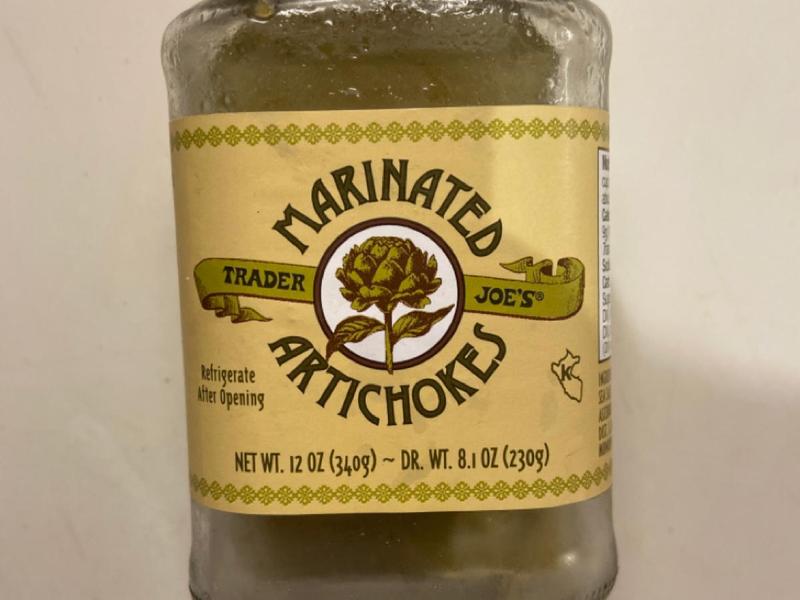 MARINATED
TRADER JOE'S®
ARTICHOKES
Refrigerate
After Opening
K
NET WT. 12 OZ (340g) ~ DR. WT. 8.1 OZ (230g)